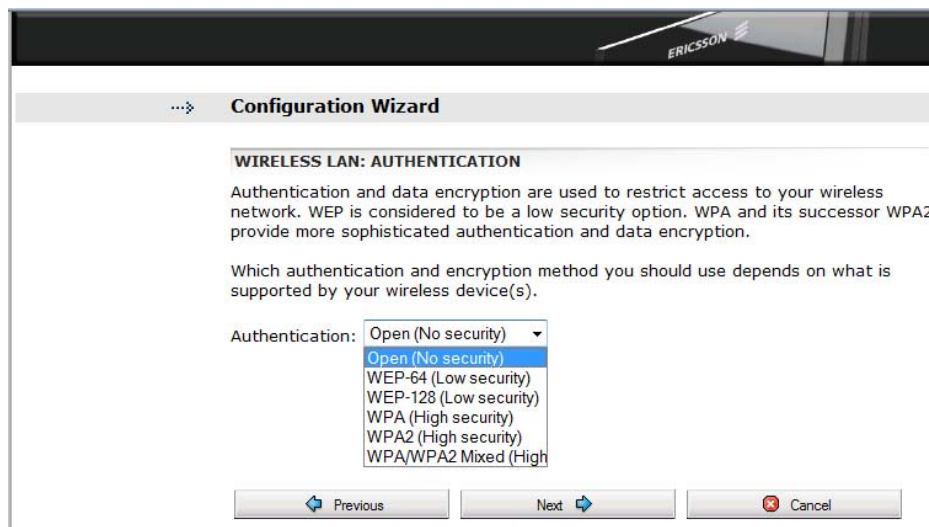 ERICSSON
Configuration Wizard
WIRELESS LAN: AUTHENTICATION
Authentication and data encryption are used to restrict access to your wireless
network. WEP is considered to be a low security option. WPA and its successor WPA2
provide more sophisticated authentication and data encryption.
Which authentication and encryption method you should use depends on what is
supported by your wireless device(s).
Authentication: Open (No security)
Open (No security)
WEP-64 (Low security)
WEP-128 (Low security)
WPA (High security)
WPA2 (High security)
WPA/WPA2 Mixed (High
Previous Next Cancel